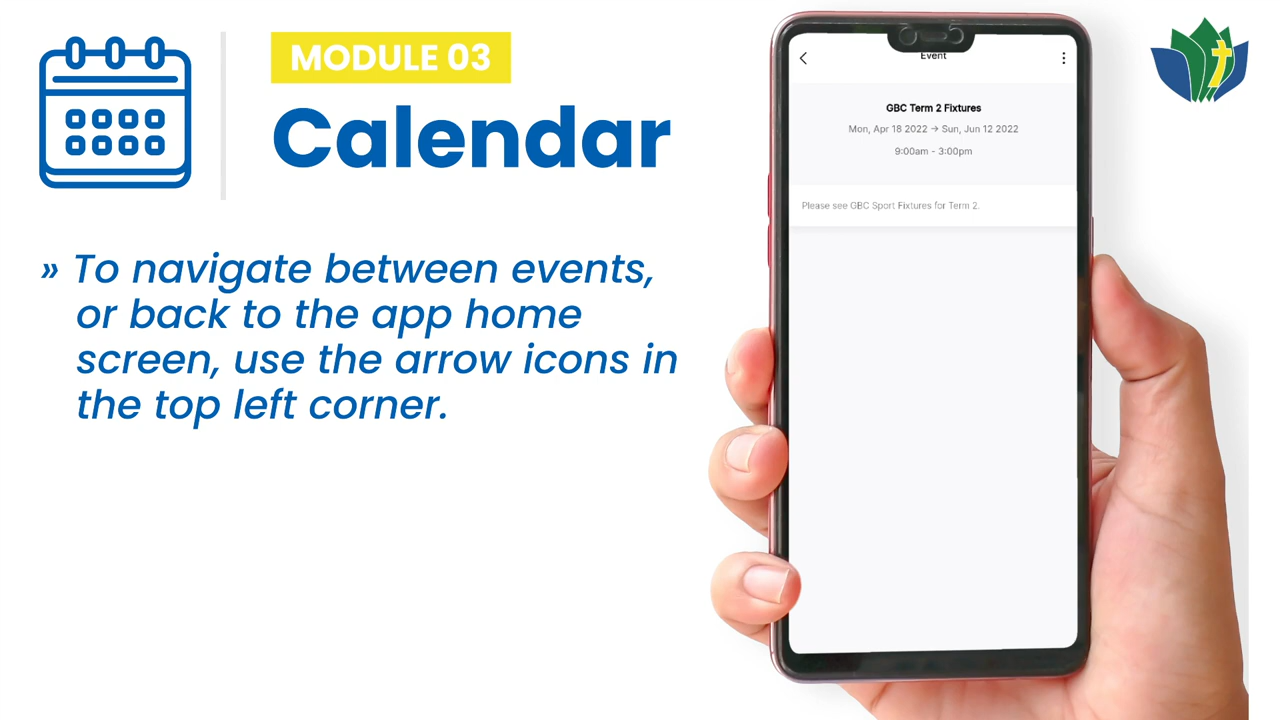 MODULE 03
Calendar
» To navigate between events,
or back to the app home
screen, use the arrow icons in
the top left corner.
Event
GBC Term 2 Fixtures
Mon, Apr 18 2022 → Sun, Jun 12 2022
9:00am - 3:00pm
Please see GBC Sport Fixtures for Term 2.